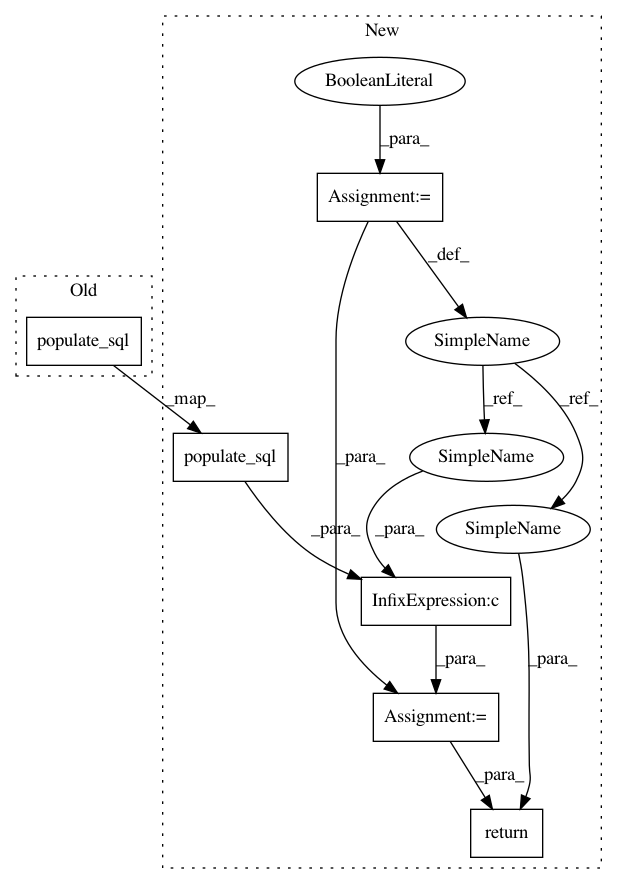 New
BooleanLiteral
_para_
Assignment:=
_def_
Old
populate_sql
SimpleName
_map_
_ref_
_ref_
populate_sql
_para_
SimpleName
SimpleName
_para_
_para_
InfixExpression:c
_para_
_para_
Assignment:=
_para_
return